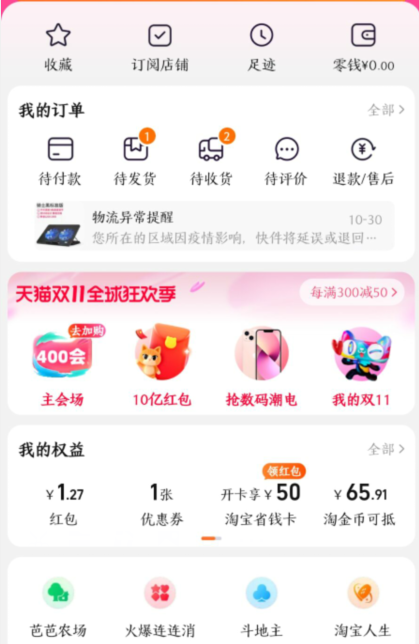 收藏 订阅店铺 足迹 零钱¥0.00
我的订单 全部 >
1 2
待付款 待发货 待收货 待评价 退款/售后
物流异常提醒 10-30
您所在的区域因疫情影响，快件将延误或退回…
天猫双11全球狂欢季 每满300减50 >
去加购
400会
主会场 10亿红包 抢数码潮电 我的双11
我的权益 全部 >
领红包
¥1.27 1张 开卡享¥50 ¥65.91
红包 优惠券 淘宝省钱卡 淘金币可抵
芭芭农场 火爆连连消 斗地主 淘宝人生